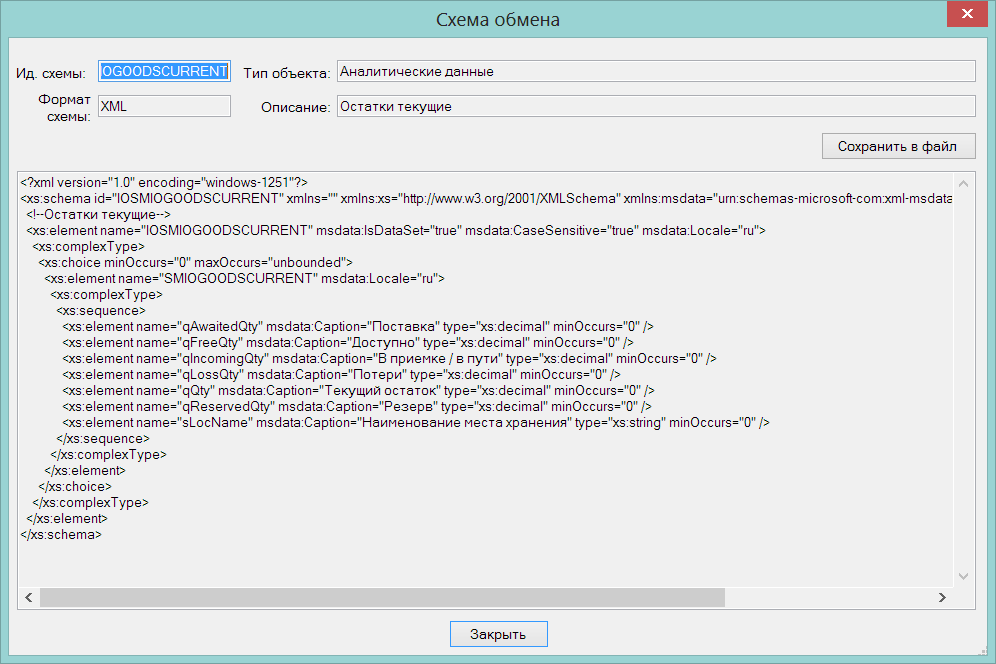 Схема обмена
Ид. схемы: OGOODSCURRENT Тип объекта: Аналитические данные
Формат схемы: XML Описание: Остатки текущие
Сохранить в файл
<?xml version="1.0" encoding="windows-1251"?>
<xs:schema id="IOSMIOGOODSCURRENT" xmlns="" xmlns:xs="http://www.w3.org/2001/XMLSchema" xmlns:msdata="urn:schemas-microsoft-com:xml-msdata
<!--Остатки текущие-->
<xs:element name="IOSMIOGOODSCURRENT" msdata:IsDataSet="true" msdata:CaseSensitive="true" msdata:Locale="ru">
<xs:complexType>
<xs:choice minOccurs="0" maxOccurs="unbounded">
<xs:element name="SMIOGOODSCURRENT" msdata:Locale="ru">
<xs:complexType>
<xs:sequence>
<xs:element name="qAwaitedQty" msdata:Caption="Поставка" type="xs:decimal" minOccurs="0" />
<xs:element name="qFreeQty" msdata:Caption="Доступно" type="xs:decimal" minOccurs="0" />
<xs:element name="qIncomingQty" msdata:Caption="В приемке / в пути" type="xs:decimal" minOccurs="0" />
<xs:element name="qLossQty" msdata:Caption="Потери" type="xs:decimal" minOccurs="0" />
<xs:element name="qQty" msdata:Caption="Текущий остаток" type="xs:decimal" minOccurs="0" />
<xs:element name="qReservedQty" msdata:Caption="Резерв" type="xs:decimal" minOccurs="0" />
<xs:element name="sLocName" msdata:Caption="Наименование места хранения" type="xs:string" minOccurs="0" />
</xs:sequence>
</xs:complexType>
</xs:element>
</xs:choice>
</xs:complexType>
</xs:element>
</xs:schema>
Закрыть